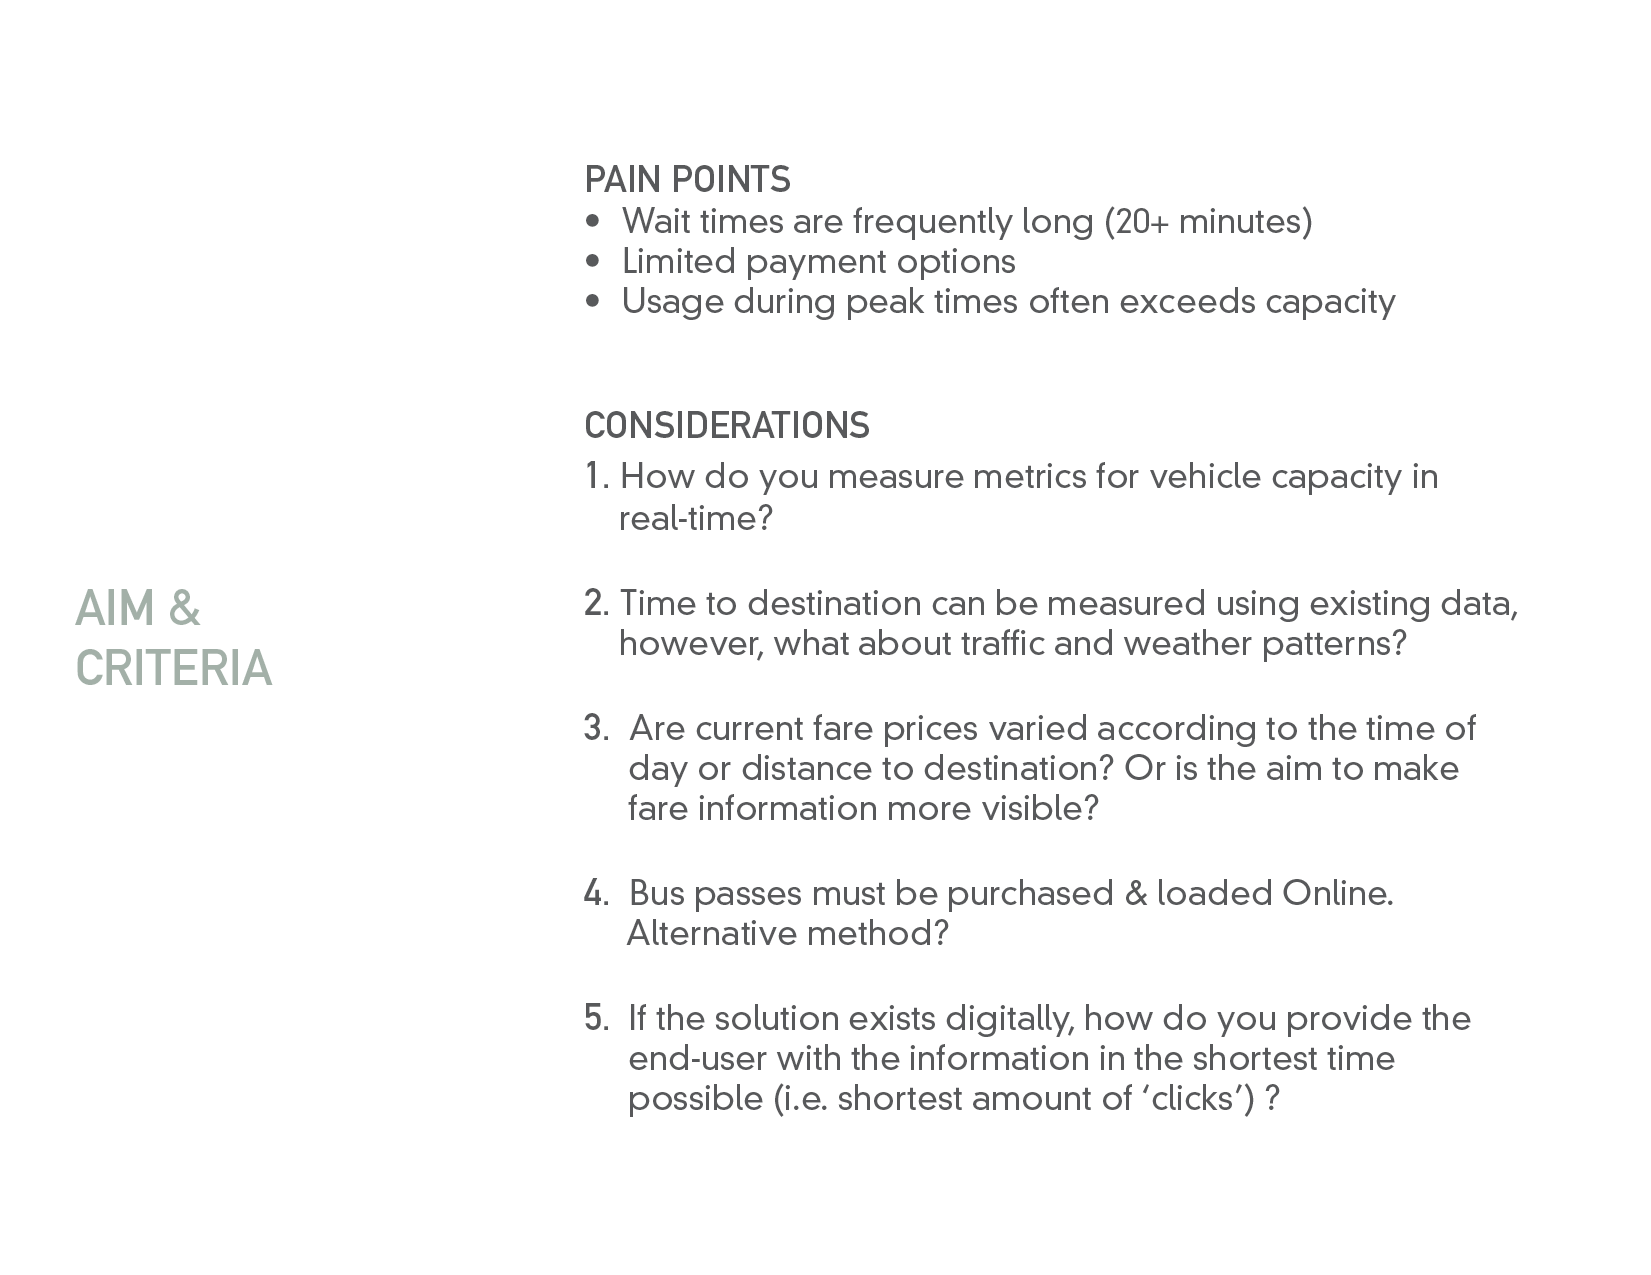 PAIN POINTS
• Wait times are frequently long (20+ minutes)
• Limited payment options
• Usage during peak times often exceeds capacity
CONSIDERATIONS
1. How do you measure metrics for vehicle capacity in
real-time?
2. Time to destination can be measured using existing data,
however, what about traffic and weather patterns?
3. Are current fare prices varied according to the time of
day or distance to destination? Or is the aim to make
fare information more visible?
4. Bus passes must be purchased & loaded Online.
Alternative method?
5. If the solution exists digitally, how do you provide the
end-user with the information in the shortest time
possible (i.e. shortest amount of ‘clicks’) ?
AIM &
CRITERIA